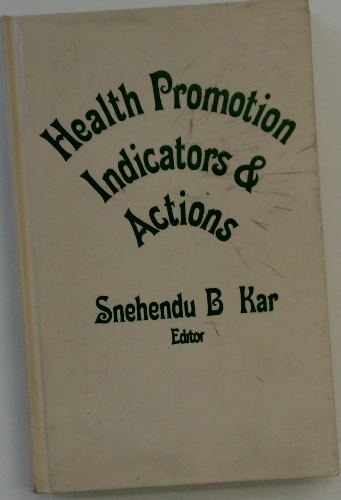 Health Promotion
Indicators &
Actions
Snehendu B Kar
Editor